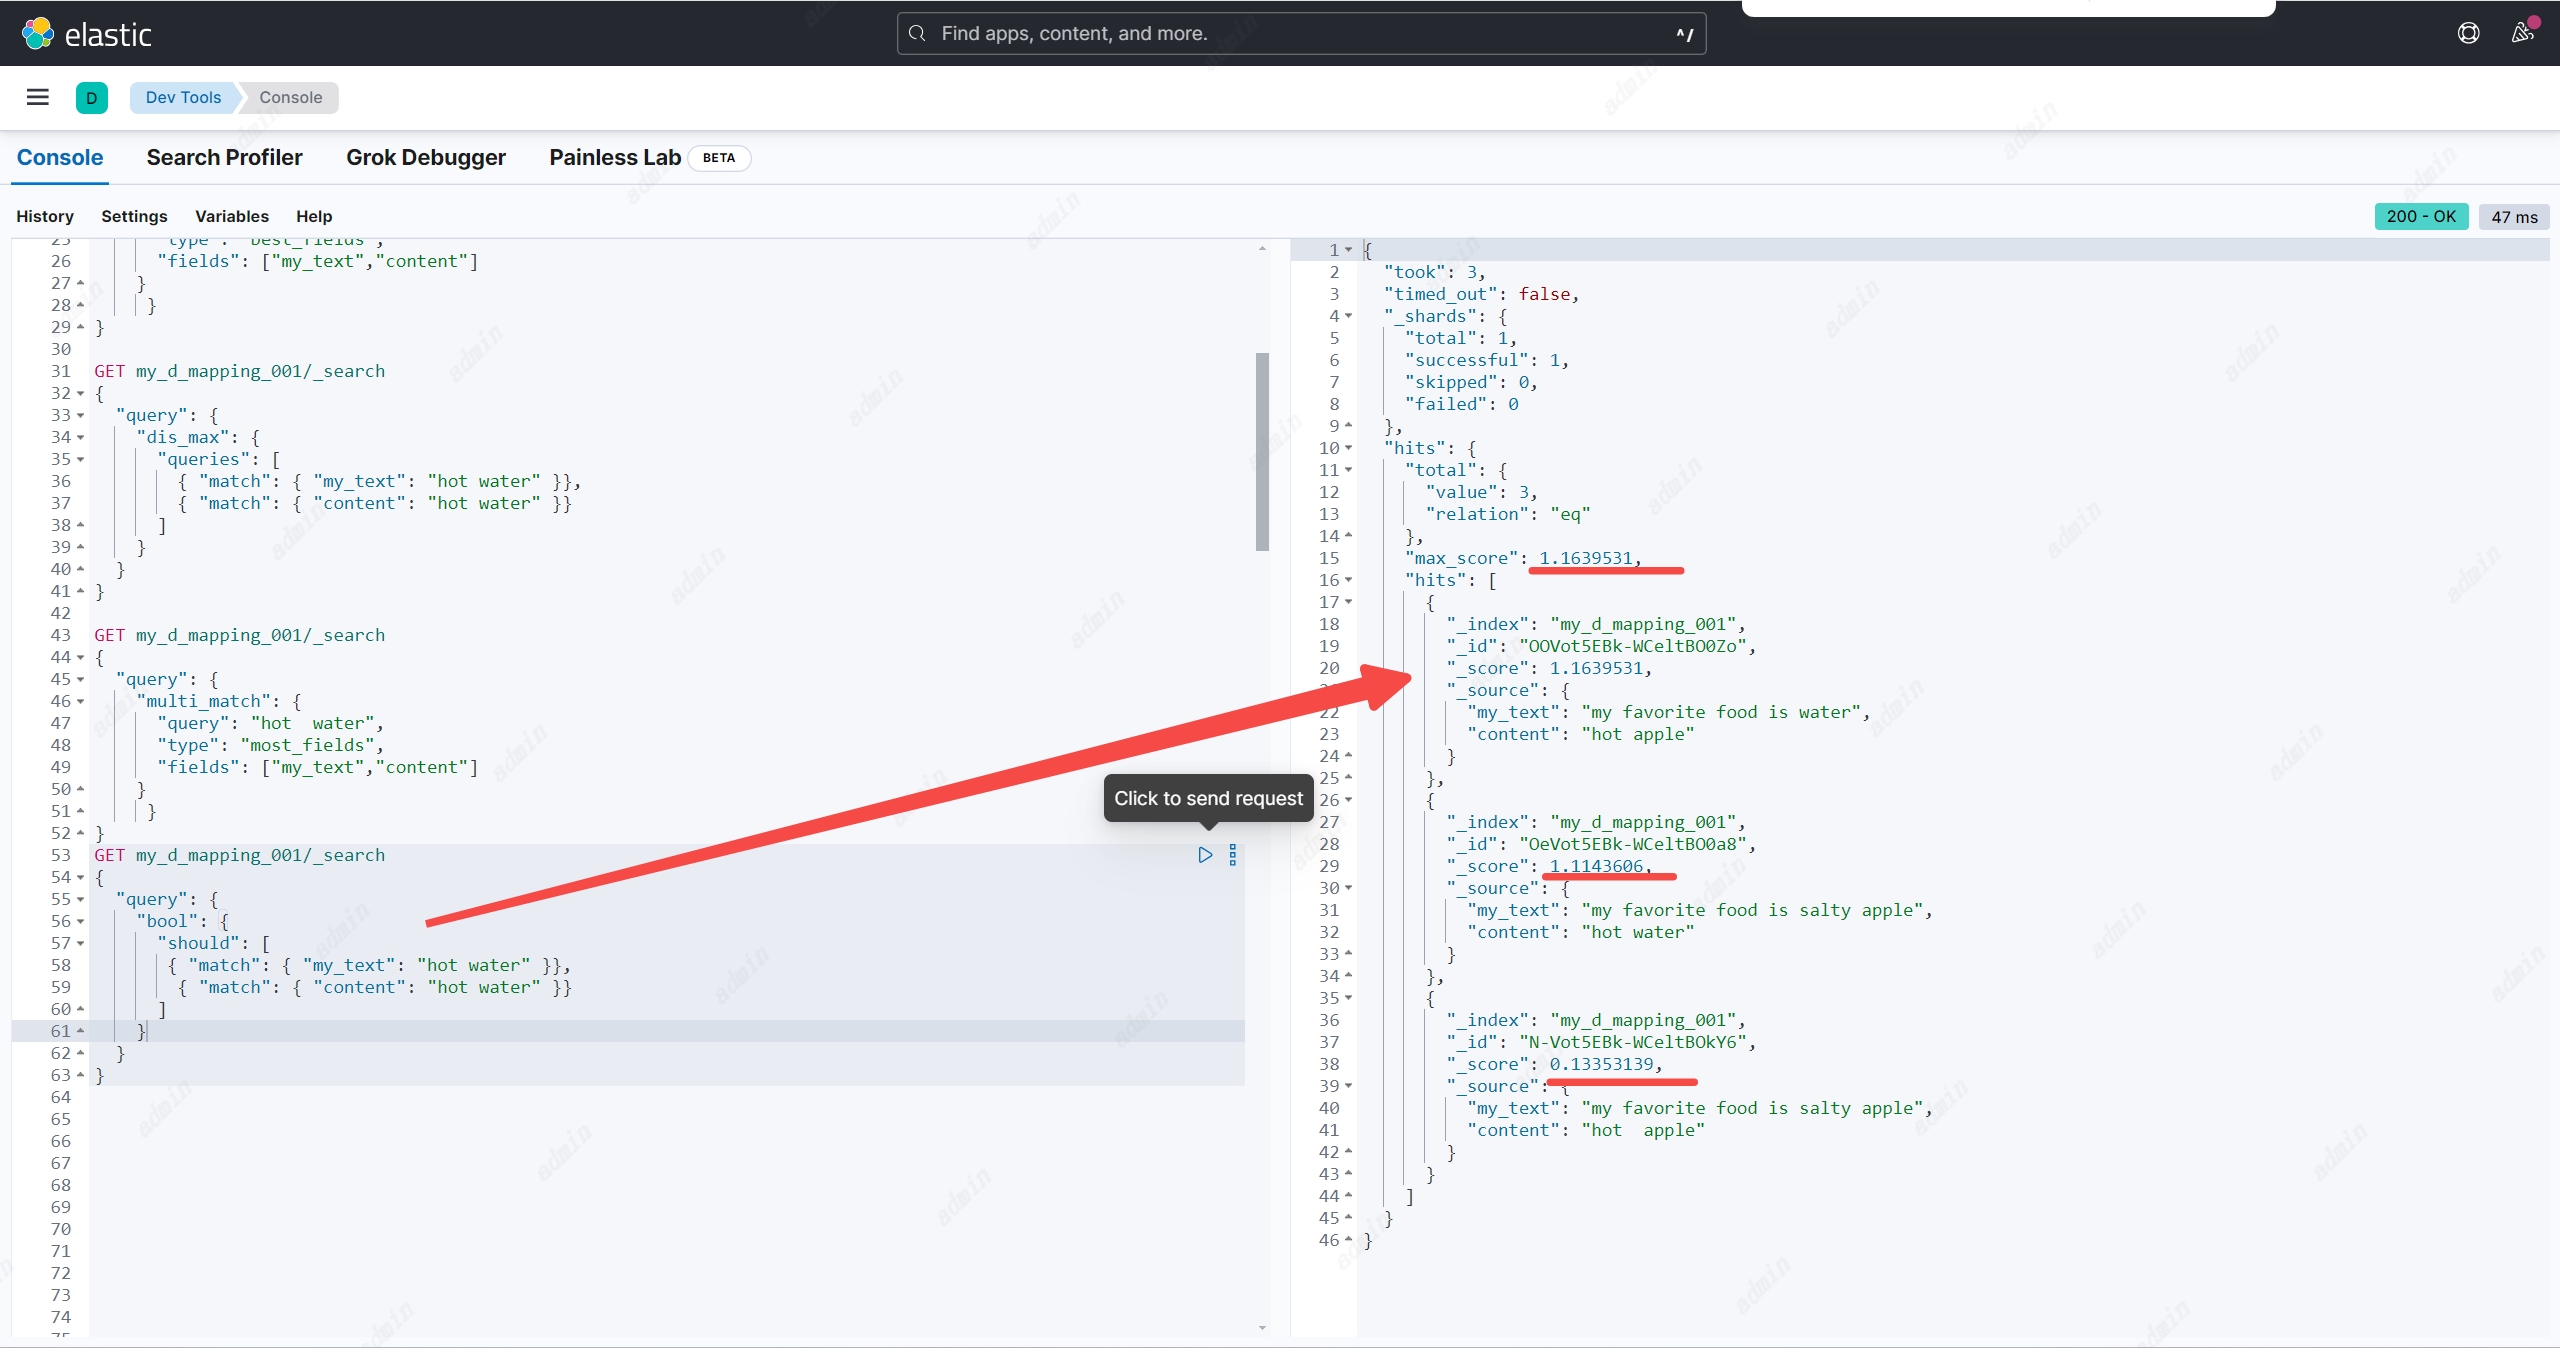 elastic
Find apps, content, and more.
^/
D
Dev Tools
Console
Console
Search Profiler
Grok Debugger
Painless Lab
BETA
History
Settings
Variables
Help
200 - OK
47 ms
25 "type": "best_fields",
26 "fields": ["my_text","content"]
27 }
28 }
29 }
30
31 GET my_d_mapping_001/_search
32 {
33 "query": {
34 "dis_max": {
35 "queries": [
36 { "match": { "my_text": "hot water" }},
37 { "match": { "content": "hot water" }}
38 ]
39 }
40 }
41 }
42
43 GET my_d_mapping_001/_search
44 {
45 "query": {
46 "multi_match": {
47 "query": "hot  water",
48 "type": "most_fields",
49 "fields": ["my_text","content"]
50 }
51 }
52 }
53 GET my_d_mapping_001/_search
54 {
55 "query": {
56 "bool": {
57 "should": [
58 { "match": { "my_text": "hot water" }},
59 { "match": { "content": "hot water" }}
60 ]
61 }
62 }
63 }
64
65
66
67
68
69
70
71
72
73
74
75
Click to send request
1 {
2 "took": 3,
3 "timed_out": false,
4 "_shards": {
5 "total": 1,
6 "successful": 1,
7 "skipped": 0,
8 "failed": 0
9 },
10 "hits": {
11 "total": {
12 "value": 3,
13 "relation": "eq"
14 },
15 "max_score": 1.1639531,
16 "hits": [
17 {
18 "_index": "my_d_mapping_001",
19 "_id": "OOVot5EBk-WCeltBO0Zo",
20 "_score": 1.1639531,
"_source": {
22 "my_text": "my favorite food is water",
23 "content": "hot apple"
24 }
25 },
26 {
27 "_index": "my_d_mapping_001",
28 "_id": "OeVot5EBk-WCeltBO0a8",
29 "_score": 1.1143606,
30 "_source": {
31 "my_text": "my favorite food is salty apple",
32 "content": "hot water"
33 }
34 },
35 {
36 "_index": "my_d_mapping_001",
37 "_id": "N-Vot5EBk-WCeltBOkY6",
38 "_score": 0.13353139,
39 "_source": {
40 "my_text": "my favorite food is salty apple",
41 "content": "hot  apple"
42 }
43 }
44 ]
45 }
46 }
admin